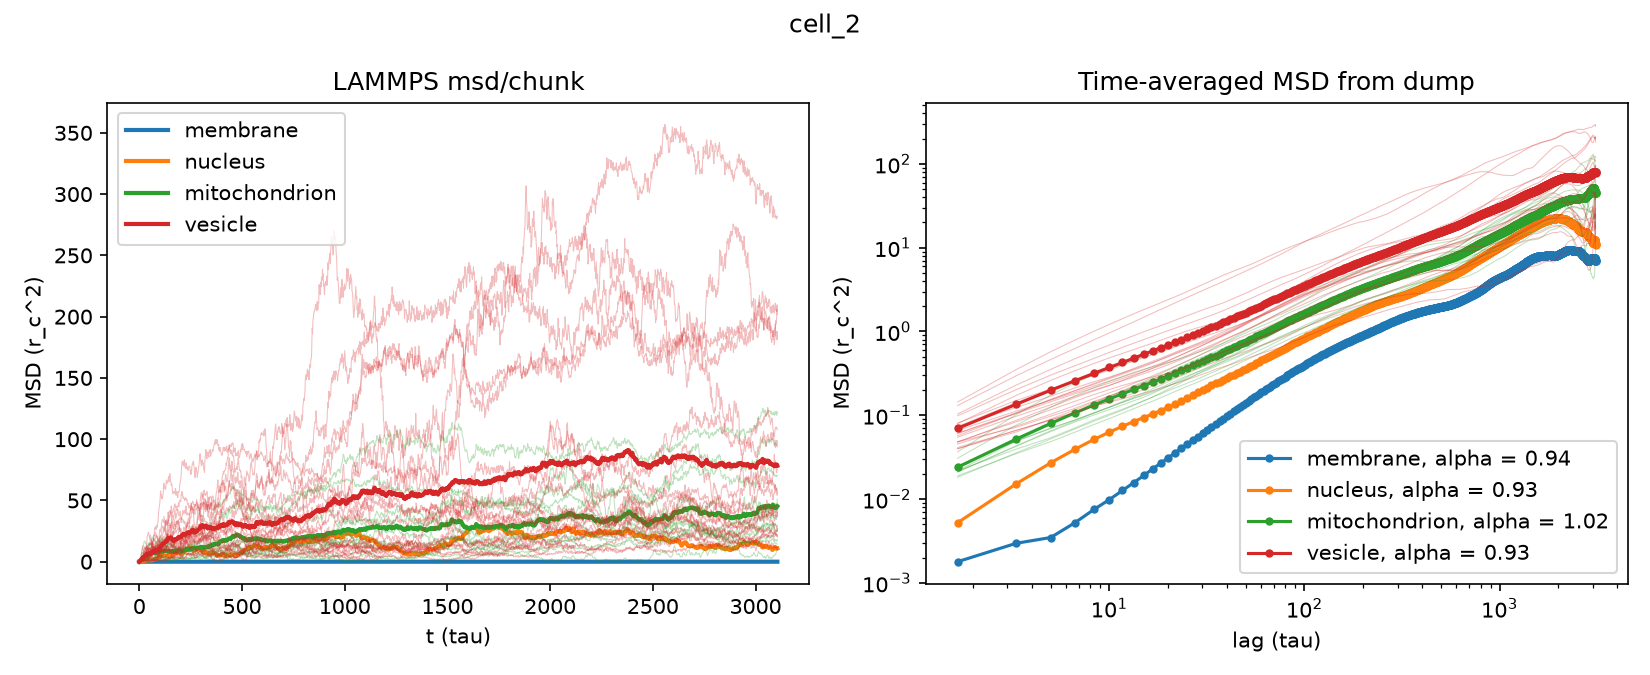 cell_2
LAMMPS msd/chunk
MSD (r_c^2)
350
300
250
200
150
100
50
0
membrane
nucleus
mitochondrion
vesicle
0
500
1000
1500
2000
2500
3000
t (tau)
Time-averaged MSD from dump
MSD (r_c^2)
10^2
10^1
10^0
10^−1
10^−2
10^−3
membrane, alpha = 0.94
nucleus, alpha = 0.93
mitochondrion, alpha = 1.02
vesicle, alpha = 0.93
10^1
10^2
10^3
lag (tau)